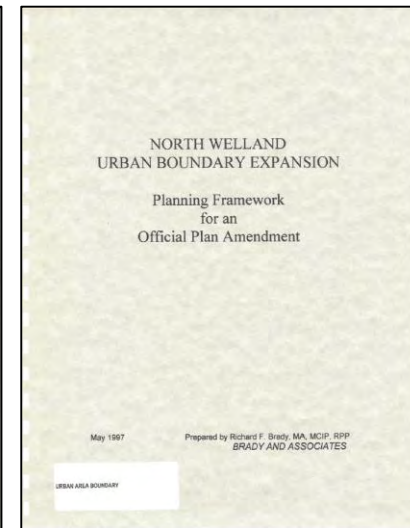 NORTH WELLAND
URBAN BOUNDARY EXPANSION
Planning Framework
for an
Official Plan Amendment
May 1997
Prepared by Richard F. Brady, MA, MCIP, RPP
BRADY AND ASSOCIATES
URBAN AREA BOUNDARY